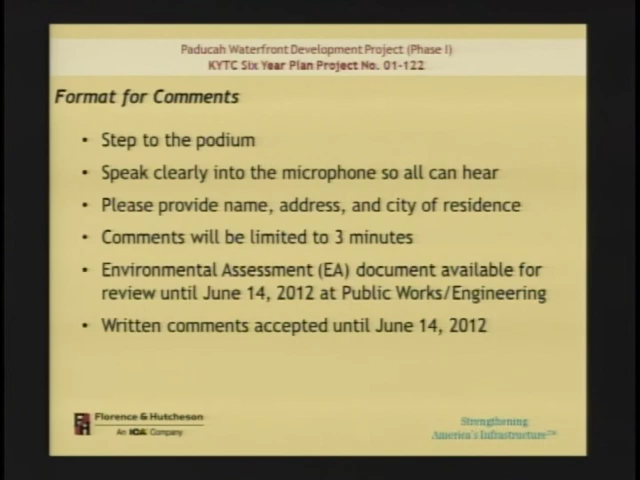 Paducah Waterfront Development Project (Phase I)
KYTC Six Year Plan Project No. 01-122
Format for Comments
• Step to the podium
• Speak clearly into the microphone so all can hear
• Please provide name, address, and city of residence
• Comments will be limited to 3 minutes
• Environmental Assessment (EA) document available for
review until June 14, 2012 at Public Works/Engineering
• Written comments accepted until June 14, 2012
Florence & Hutcheson
An ICA Company
Strengthening
America's Infrastructure™